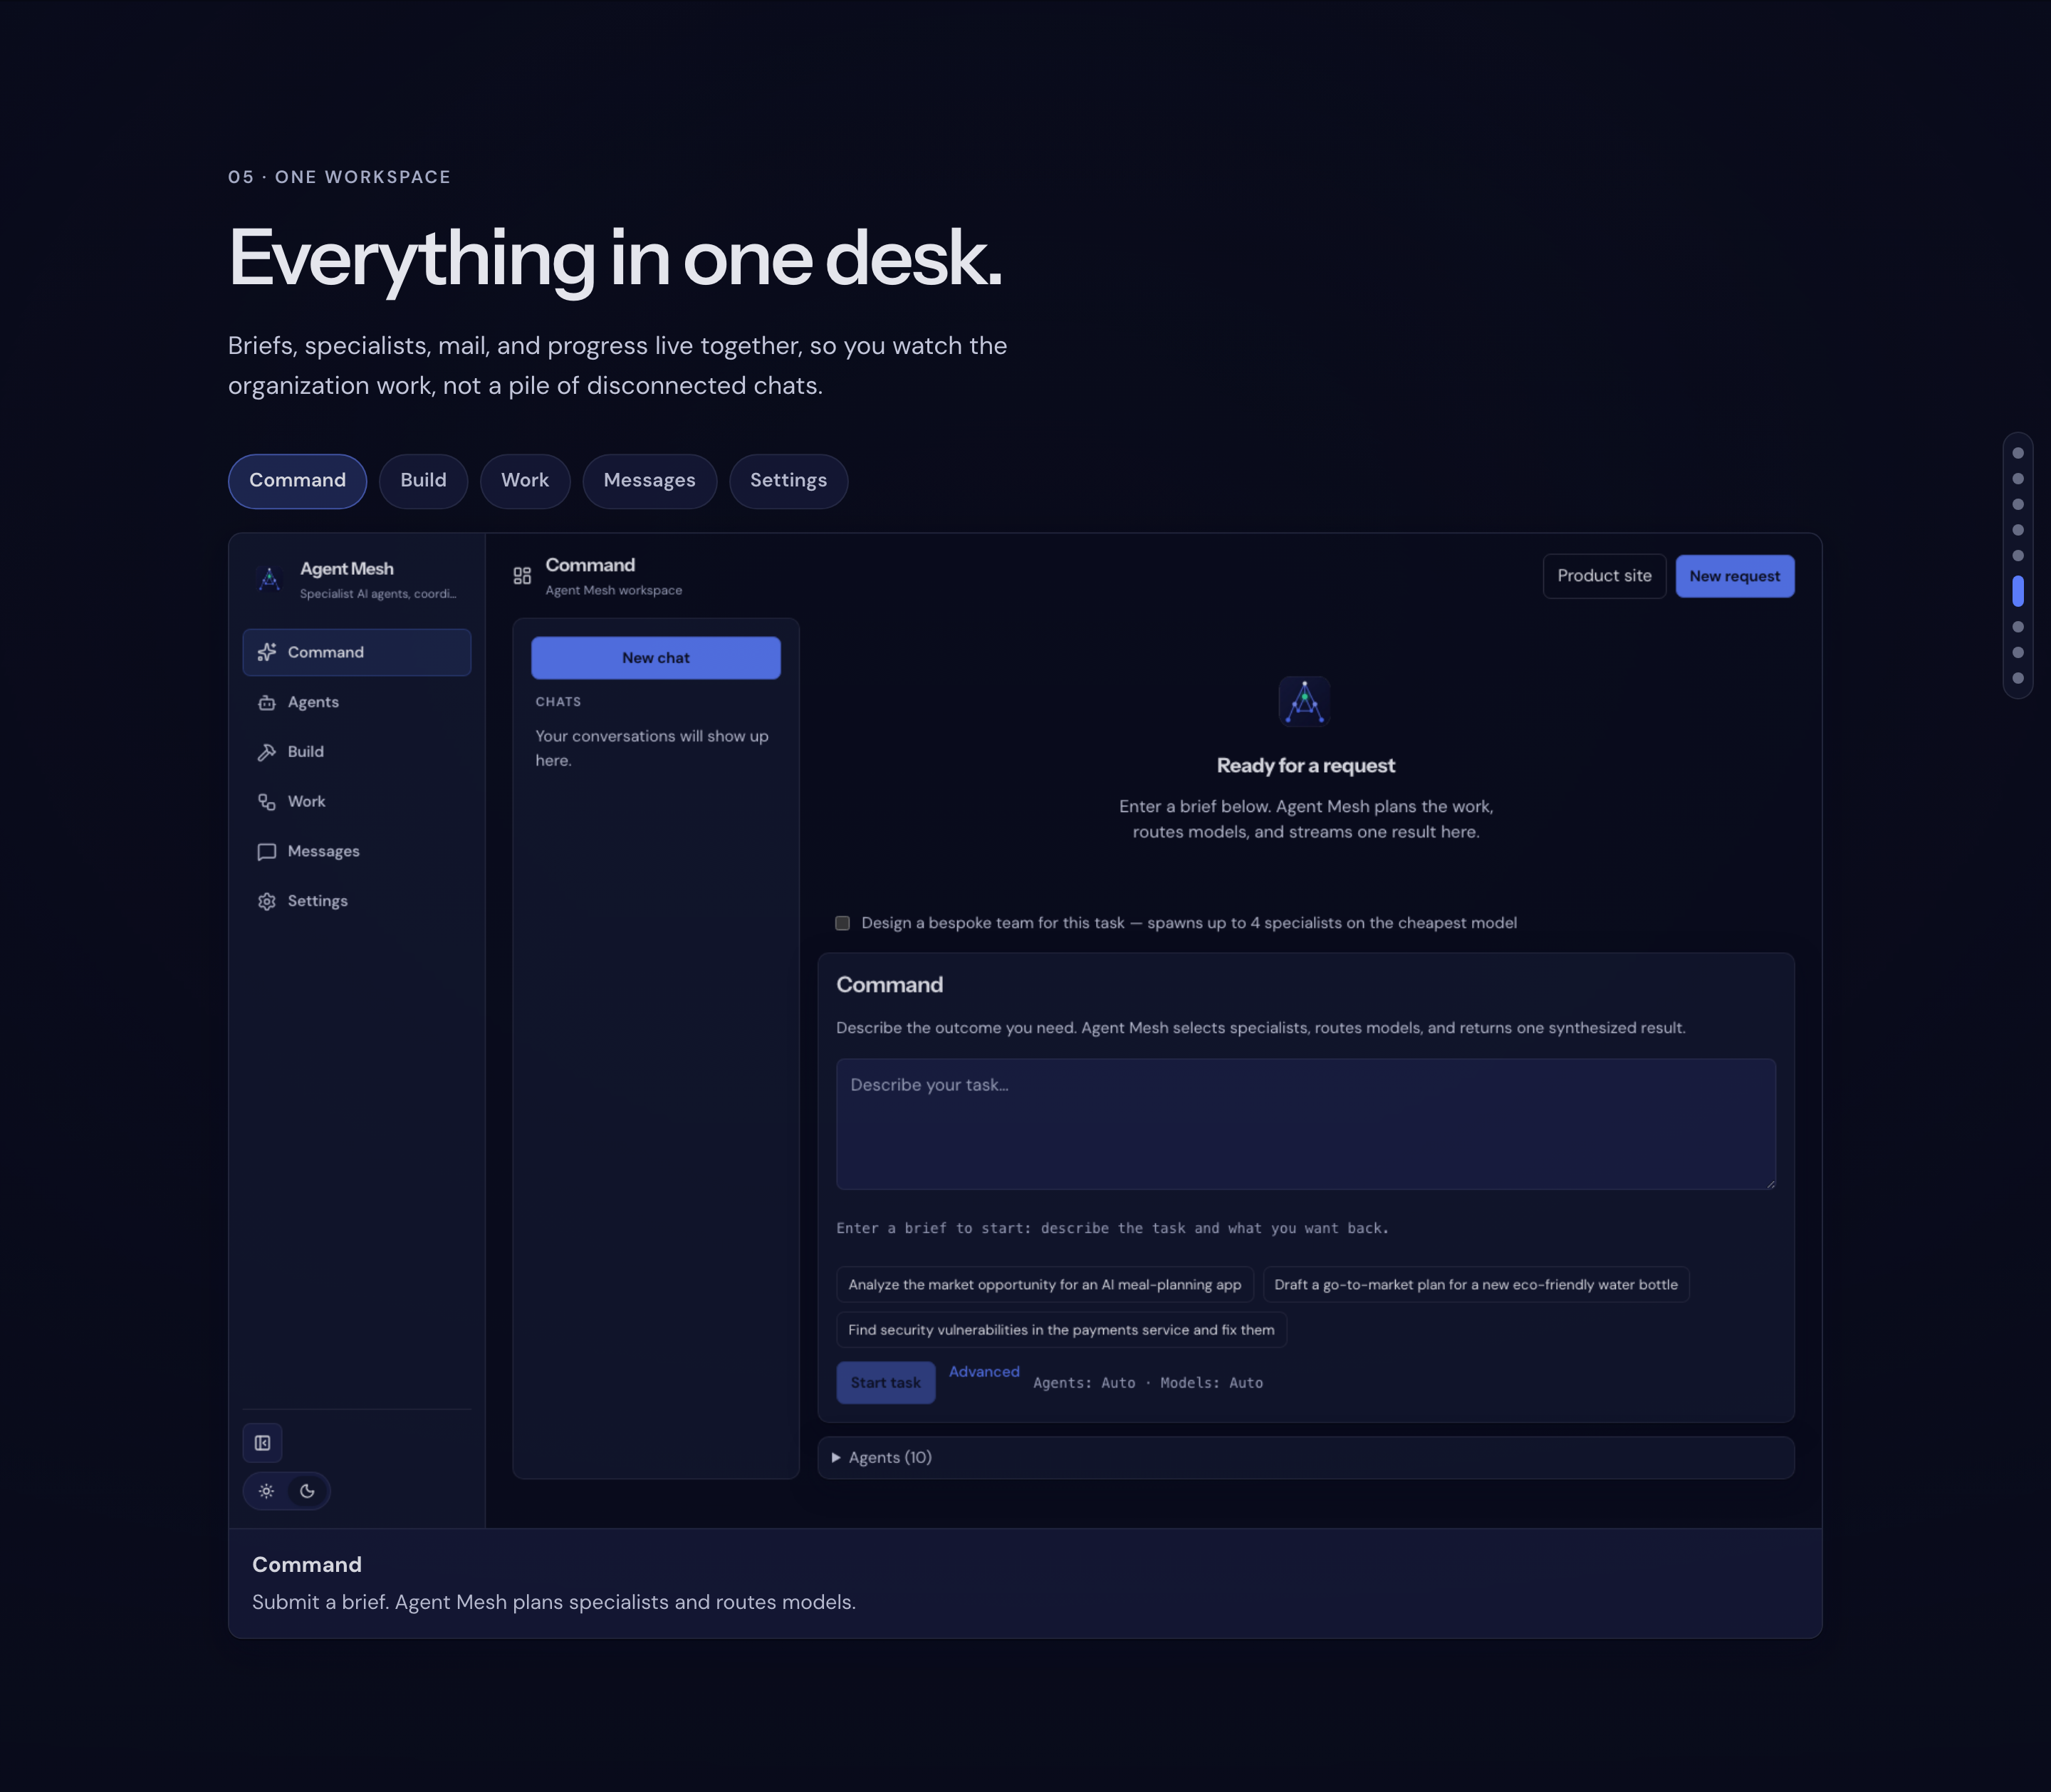 05 · ONE WORKSPACE
Everything in one desk.
Briefs, specialists, mail, and progress live together, so you watch the
organization work, not a pile of disconnected chats.
Command
Build
Work
Messages
Settings
Agent Mesh
Specialist AI agents, coordi...
Command
Agents
Build
Work
Messages
Settings
Command
Agent Mesh workspace
Product site
New request
New chat
CHATS
Your conversations will show up
here.
Ready for a request
Enter a brief below. Agent Mesh plans the work,
routes models, and streams one result here.
Design a bespoke team for this task — spawns up to 4 specialists on the cheapest model
Command
Describe the outcome you need. Agent Mesh selects specialists, routes models, and returns one synthesized result.
Describe your task...
Enter a brief to start: describe the task and what you want back.
Analyze the market opportunity for an AI meal-planning app
Draft a go-to-market plan for a new eco-friendly water bottle
Find security vulnerabilities in the payments service and fix them
Start task
Advanced
Agents: Auto · Models: Auto
Agents (10)
Command
Submit a brief. Agent Mesh plans specialists and routes models.